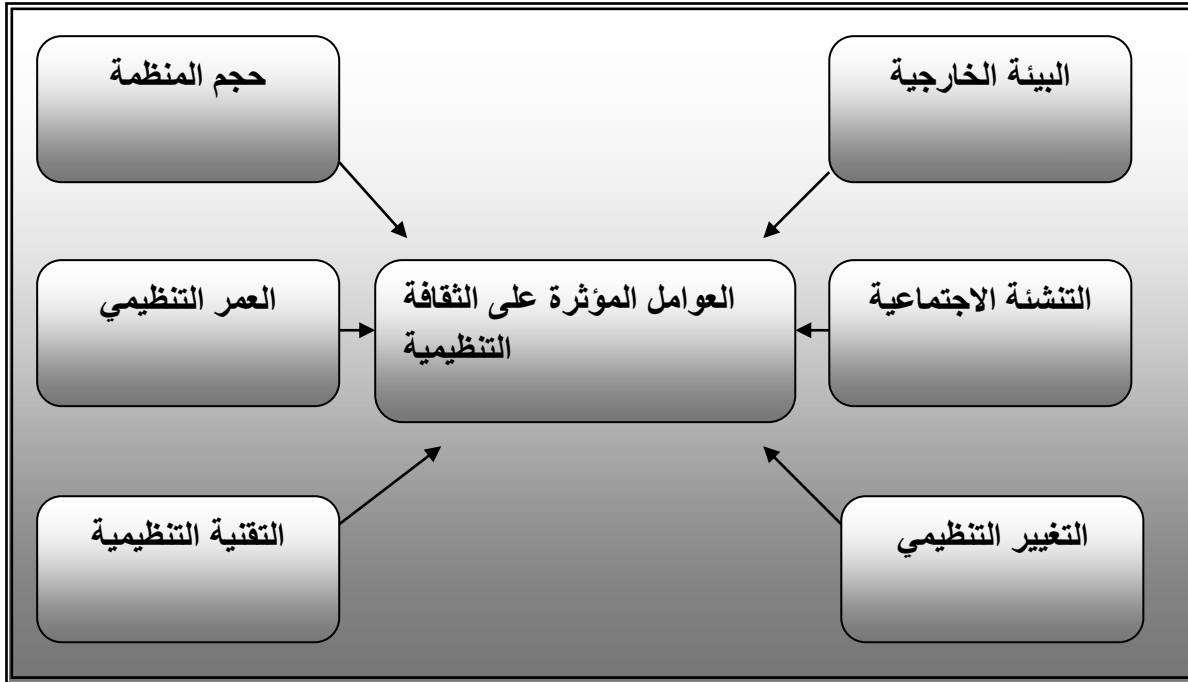 البيئة الخارجية
حجم المنظمة
التنشئة الاجتماعية
العوامل المؤثرة على الثقافة
التنظيمية
العمر التنظيمي
التغيير التنظيمي
التقنية التنظيمية